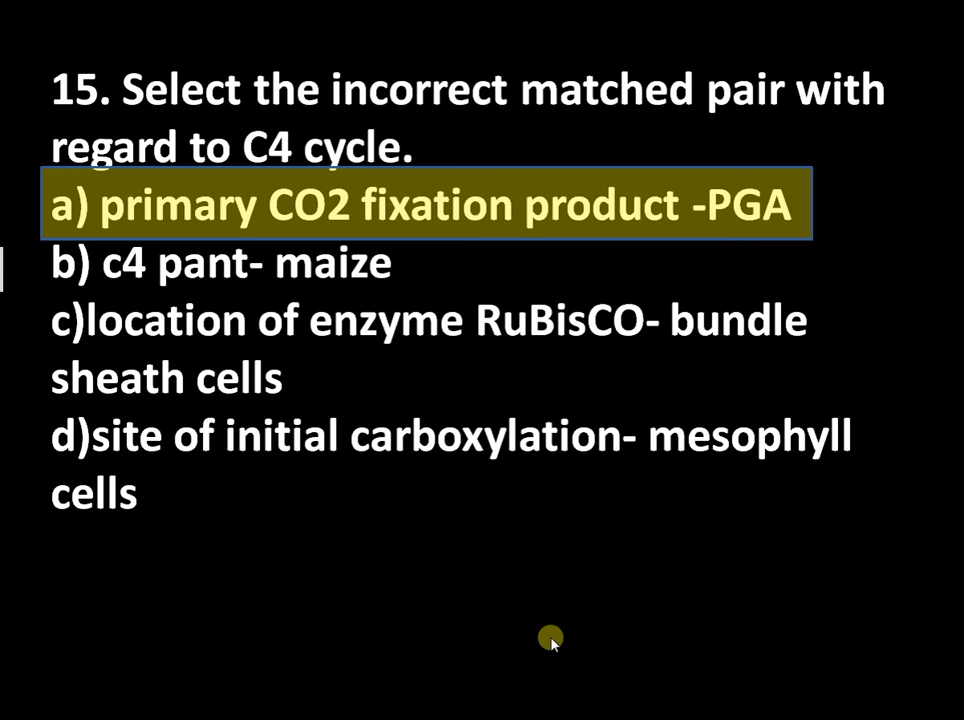 15. Select the incorrect matched pair with
regard to C4 cycle.
a) primary CO2 fixation product -PGA
b) c4 pant- maize
c)location of enzyme RuBisCO- bundle
sheath cells
d)site of initial carboxylation- mesophyll
cells